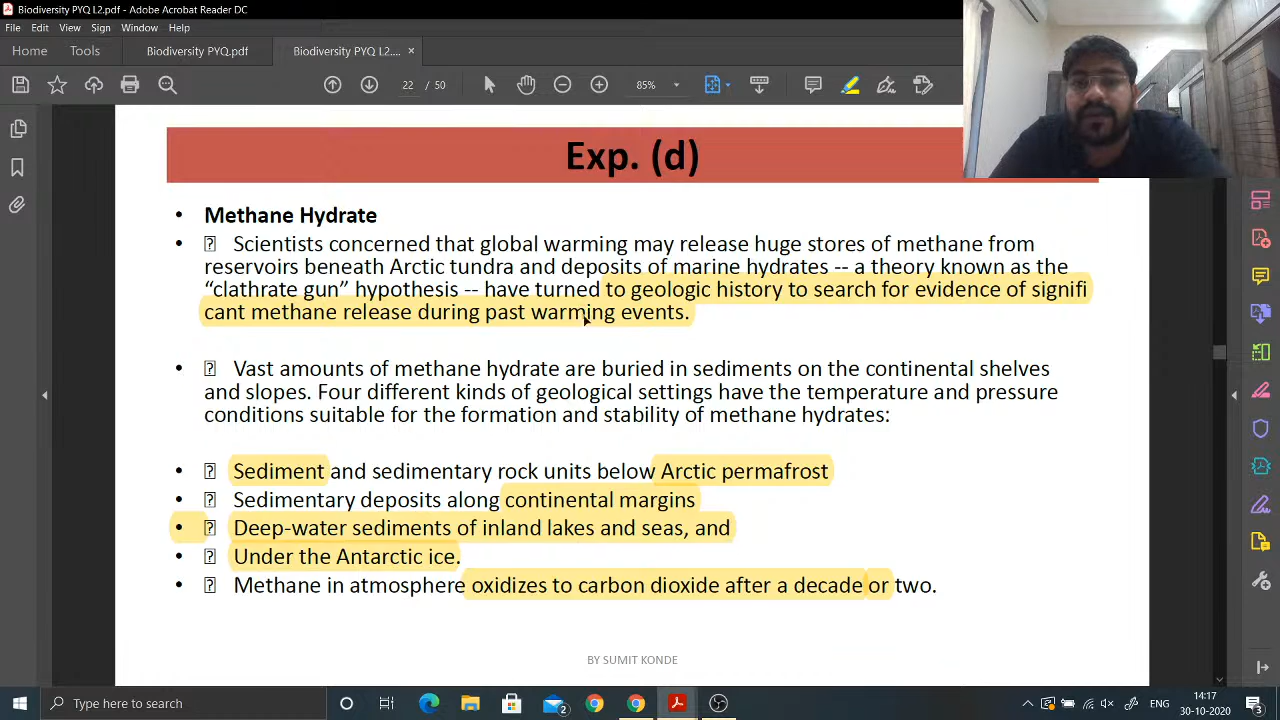 Biodiversity PYQ L2.pdf - Adobe Acrobat Reader DC
File Edit View Sign Window Help
Home Tools Biodiversity PYQ.pdf Biodiversity PYQ L2.... ×
22 / 50 85%
Exp. (d)
• Methane Hydrate
• Scientists concerned that global warming may release huge stores of methane from
reservoirs beneath Arctic tundra and deposits of marine hydrates -- a theory known as the
“clathrate gun” hypothesis -- have turned to geologic history to search for evidence of signifi
cant methane release during past warming events.
• Vast amounts of methane hydrate are buried in sediments on the continental shelves
and slopes. Four different kinds of geological settings have the temperature and pressure
conditions suitable for the formation and stability of methane hydrates:
• Sediment and sedimentary rock units below Arctic permafrost
• Sedimentary deposits along continental margins
• Deep-water sediments of inland lakes and seas, and
• Under the Antarctic ice.
• Methane in atmosphere oxidizes to carbon dioxide after a decade or two.
BY SUMIT KONDE
Type here to search
2
ENG
14:17
30-10-2020
3